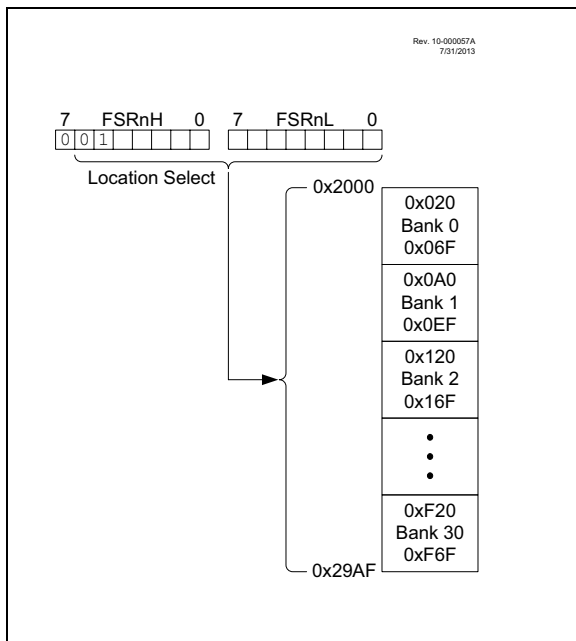 Rev. 10-000057A
7/31/2013
7 FSRnH 0 7 FSRnL 0
0 0 1
Location Select
0x2000
0x020
Bank 0
0x06F
0x0A0
Bank 1
0x0EF
0x120
Bank 2
0x16F
0xF20
Bank 30
0xF6F
0x29AF